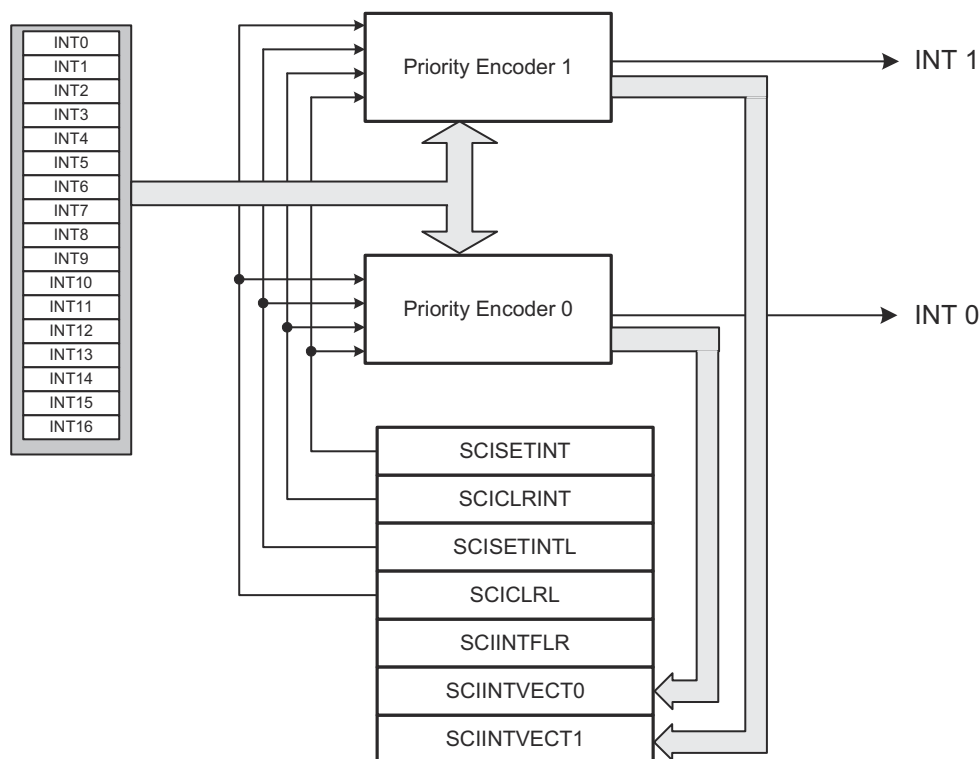 INT0
INT1
INT2
INT3
INT4
INT5
INT6
INT7
INT8
INT9
INT10
INT11
INT12
INT13
INT14
INT15
INT16
Priority Encoder 1
INT 1
Priority Encoder 0
INT 0
SCISETINT
SCICLRINT
SCISETINTL
SCICLRL
SCIINTFLR
SCIINTVECT0
SCIINTVECT1